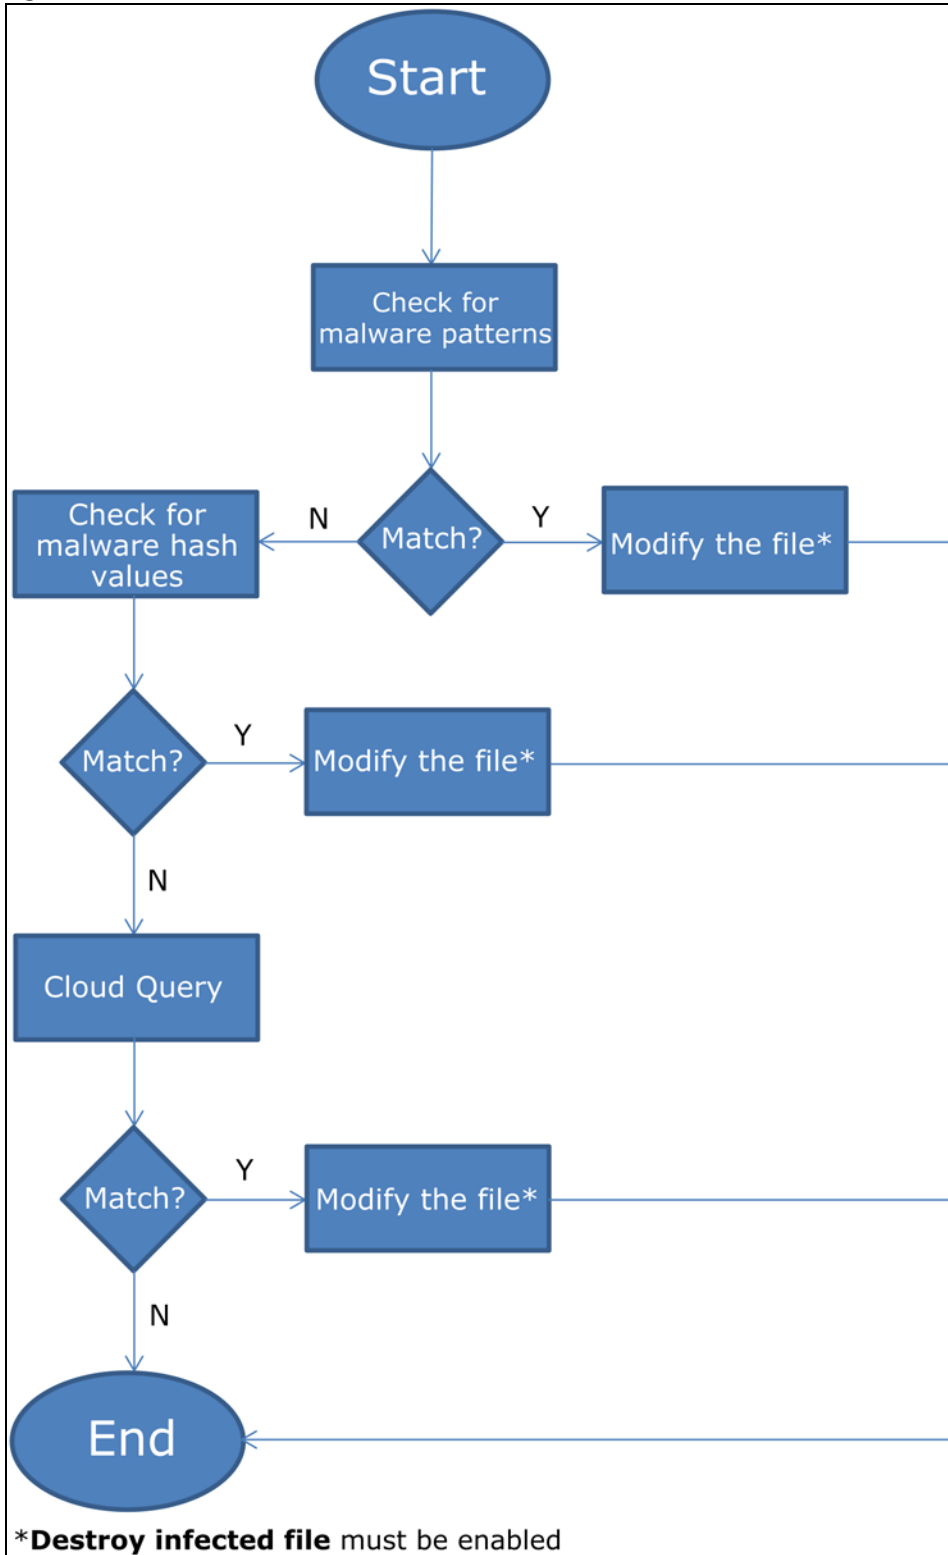 Start
Check for
malware patterns
Match?
Y
Modify the file*
N
Check for
malware hash
values
Match?
Y
Modify the file*
N
Cloud Query
Match?
Y
Modify the file*
N
End
*Destroy infected file must be enabled